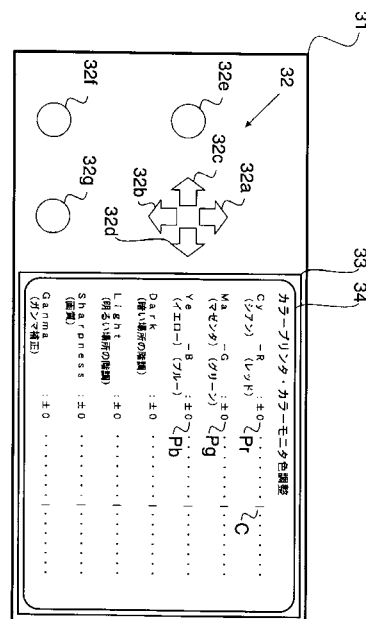 31
33
34
32
32a
32e
32c
32b
32d
32f
32g
カラープリンタ・カラーモニタ色調整
Cy －R ：±０ ・・・・・・・|・・・・・・・
（シアン）（レッド）
Pr
C
Ma －G ：±０ ・・・・・・・|・・・・・・・
（マゼンタ）（グリーン）
Pg
Ye －B ：±０ ・・・・・・・|・・・・・・・
（イエロー）（ブルー）
Pb
Dark ：±０ ・・・・・・・|・・・・・・・
（暗い場所の階調）
Light ：±０ ・・・・・・・|・・・・・・・
（明るい場所の階調）
Sharpness ：±０ ・・・・・・・|・・・・・・・
（画質）
Gamma ：±０ ・・・・・・・|・・・・・・・
（ガンマ補正）